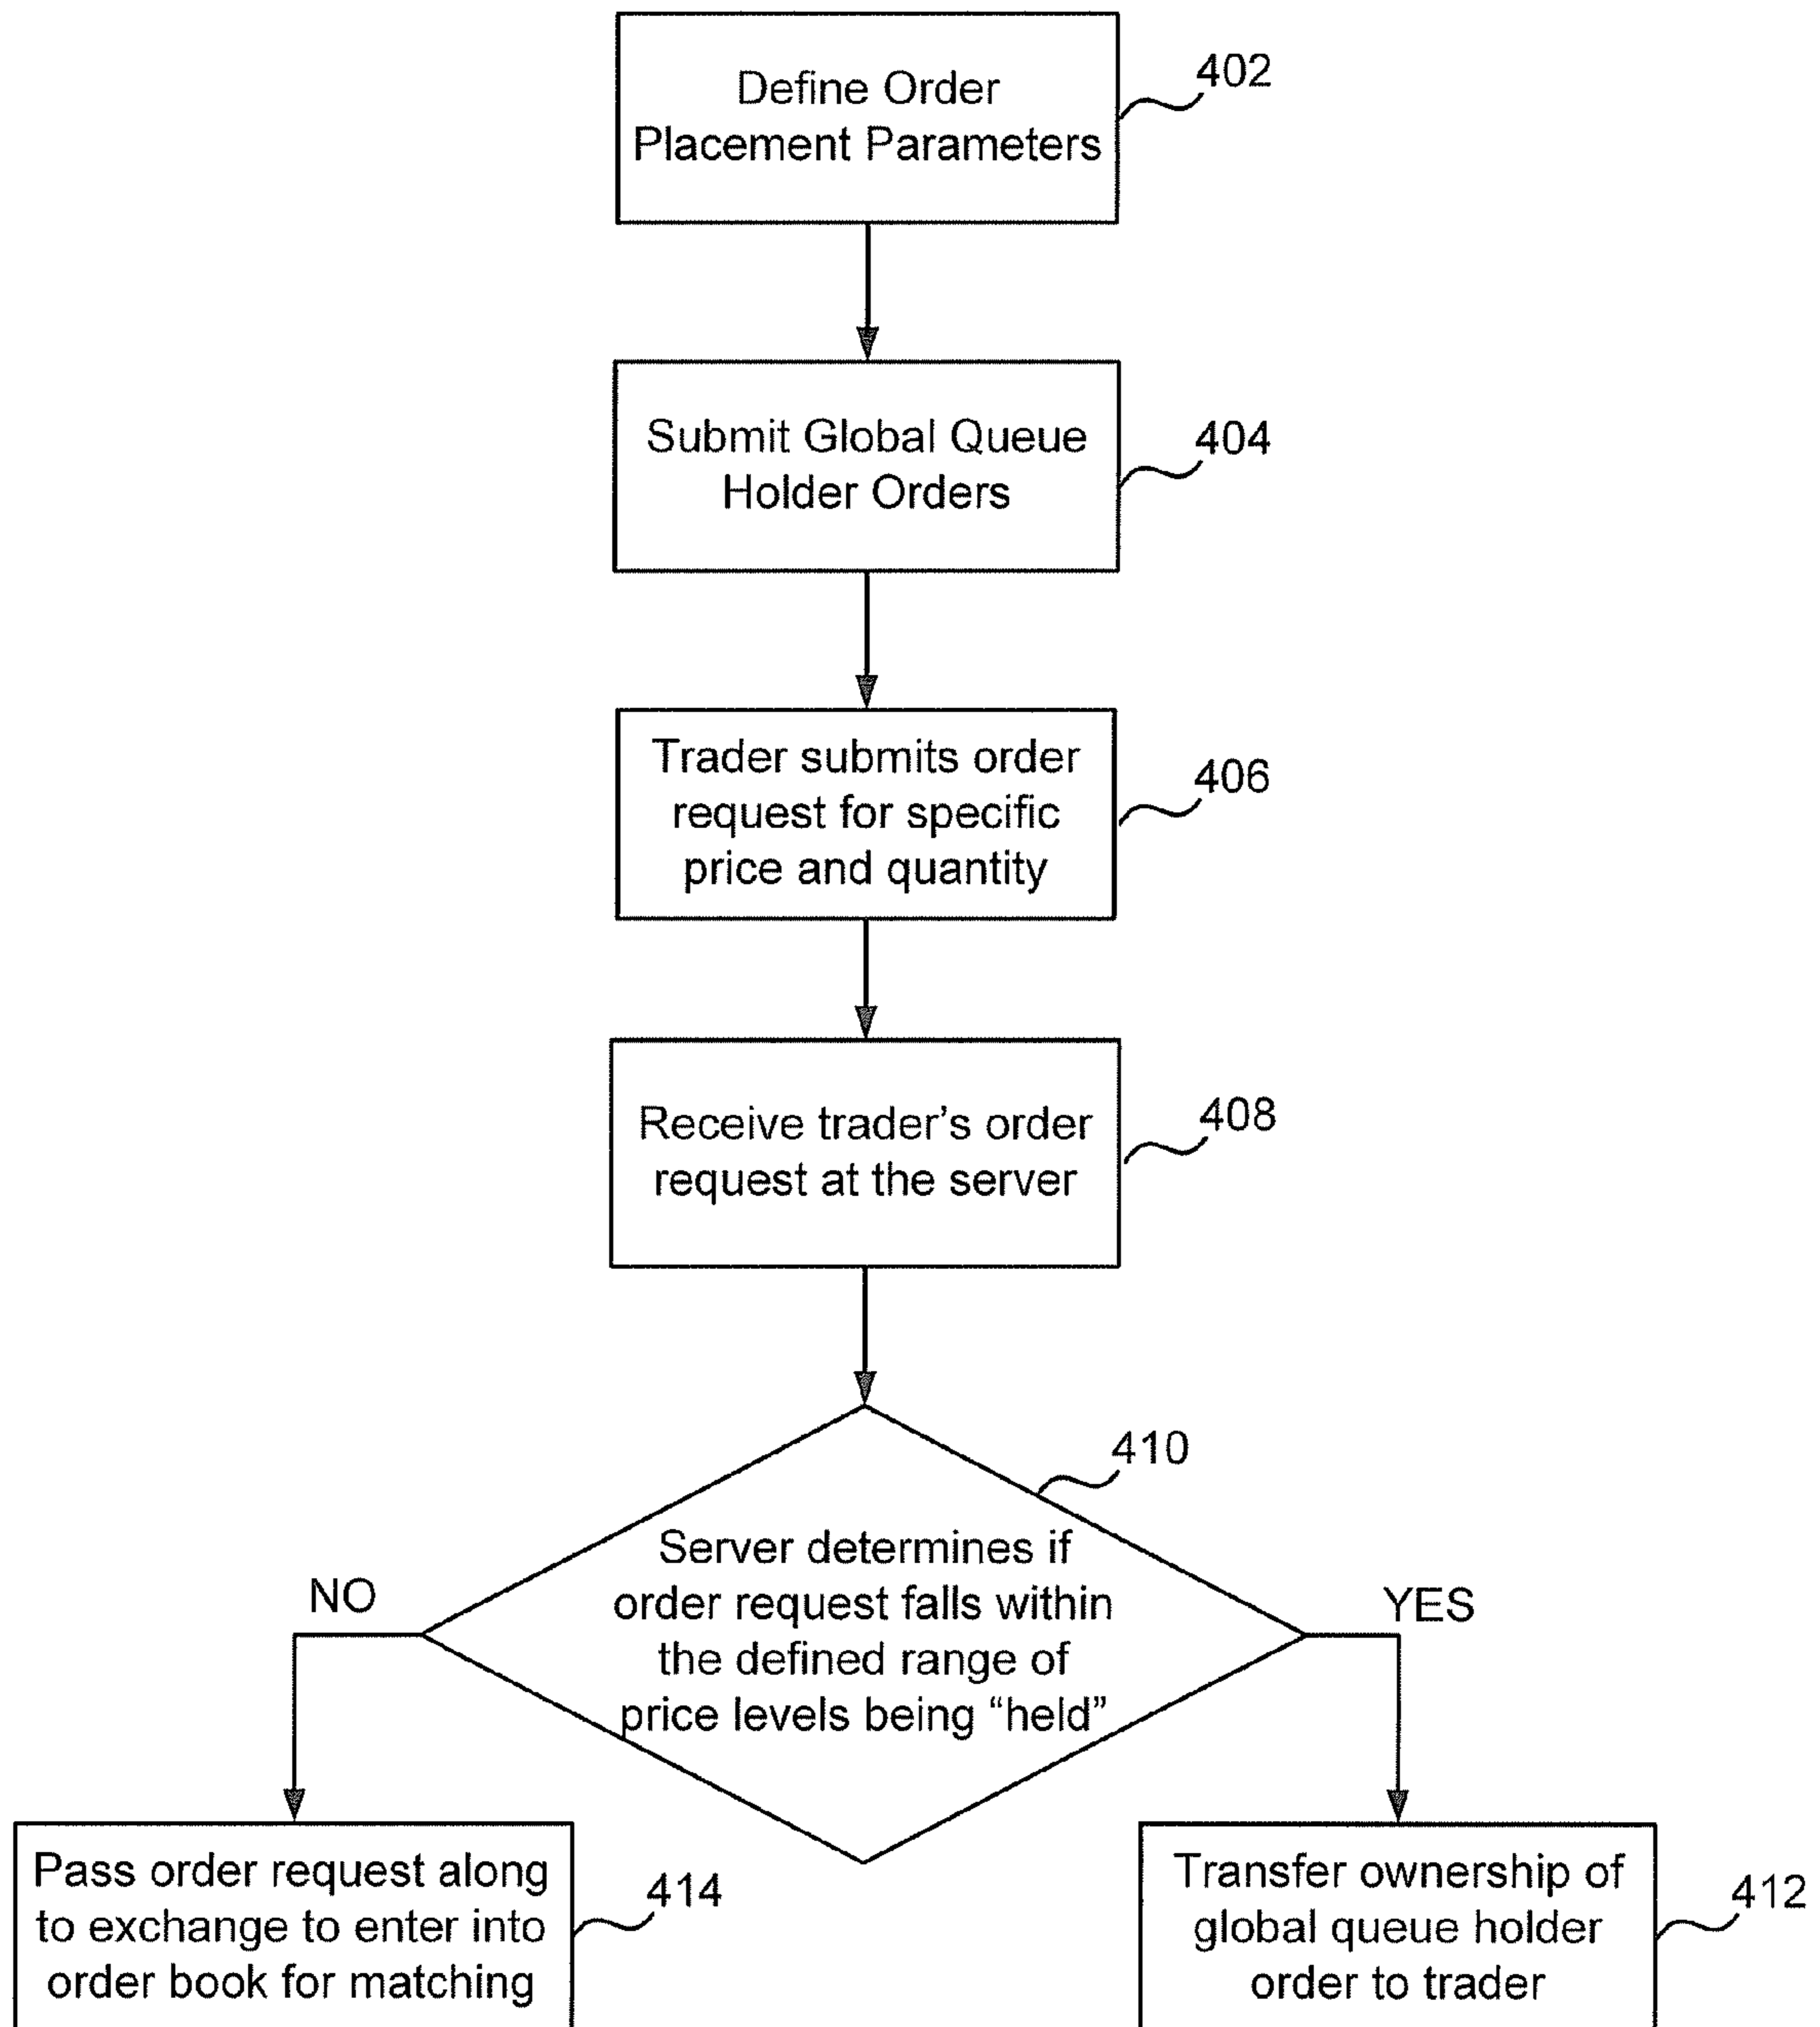 Define Order
Placement Parameters
402
Submit Global Queue
Holder Orders
404
Trader submits order
request for specific
price and quantity
406
Receive trader’s order
request at the server
408
410
Server determines if
order request falls within
the defined range of
price levels being “held”
NO
YES
Pass order request along
to exchange to enter into
order book for matching
414
Transfer ownership of
global queue holder
order to trader
412